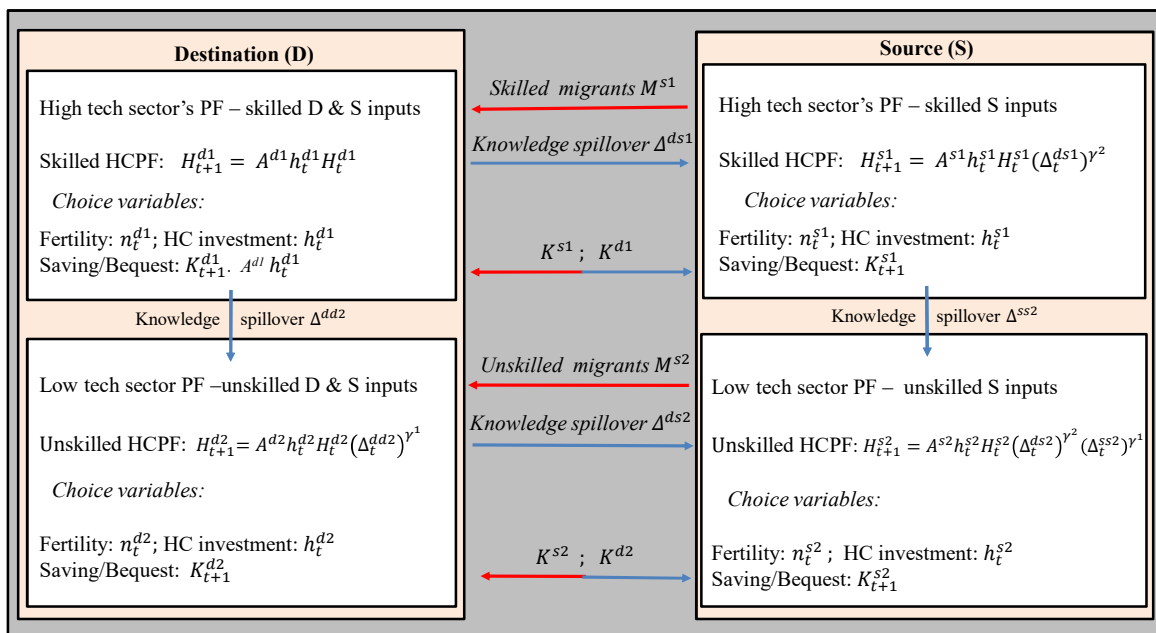 Destination (D)
High tech sector's PF – skilled D & S inputs
Skilled HCPF: H_{t+1}^{d1} = A^{d1}h_t^{d1}H_t^{d1}
Choice variables:
Fertility: n_t^{d1}; HC investment: h_t^{d1}
Saving/Bequest: K_{t+1}^{d1}. A^{d1} h_t^{d1}
Knowledge spillover Δ^{dd2}
Low tech sector PF –unskilled D & S inputs
Unskilled HCPF: H_{t+1}^{d2}= A^{d2}h_t^{d2}H_t^{d2}(Δ_t^{dd2})^{γ^1}
Choice variables:
Fertility: n_t^{d2}; HC investment: h_t^{d2}
Saving/Bequest: K_{t+1}^{d2}
Skilled migrants M^{s1}
Knowledge spillover Δ^{ds1}
K^{s1} ; K^{d1}
Unskilled migrants M^{s2}
Knowledge spillover Δ^{ds2}
K^{s2} ; K^{d2}
Source (S)
High tech sector's PF – skilled S inputs
Skilled HCPF: H_{t+1}^{s1} = A^{s1}h_t^{s1}H_t^{s1}(Δ_t^{ds1})^{γ^2}
Choice variables:
Fertility: n_t^{s1}; HC investment: h_t^{s1}
Saving/Bequest: K_{t+1}^{s1}
Knowledge spillover Δ^{ss2}
Low tech sector PF – unskilled S inputs
Unskilled HCPF: H_{t+1}^{s2} = A^{s2}h_t^{s2}H_t^{s2}(Δ_t^{ds2})^{γ^2}(Δ_t^{ss2})^{γ^1}
Choice variables:
Fertility: n_t^{s2} ; HC investment: h_t^{s2}
Saving/Bequest: K_{t+1}^{s2}